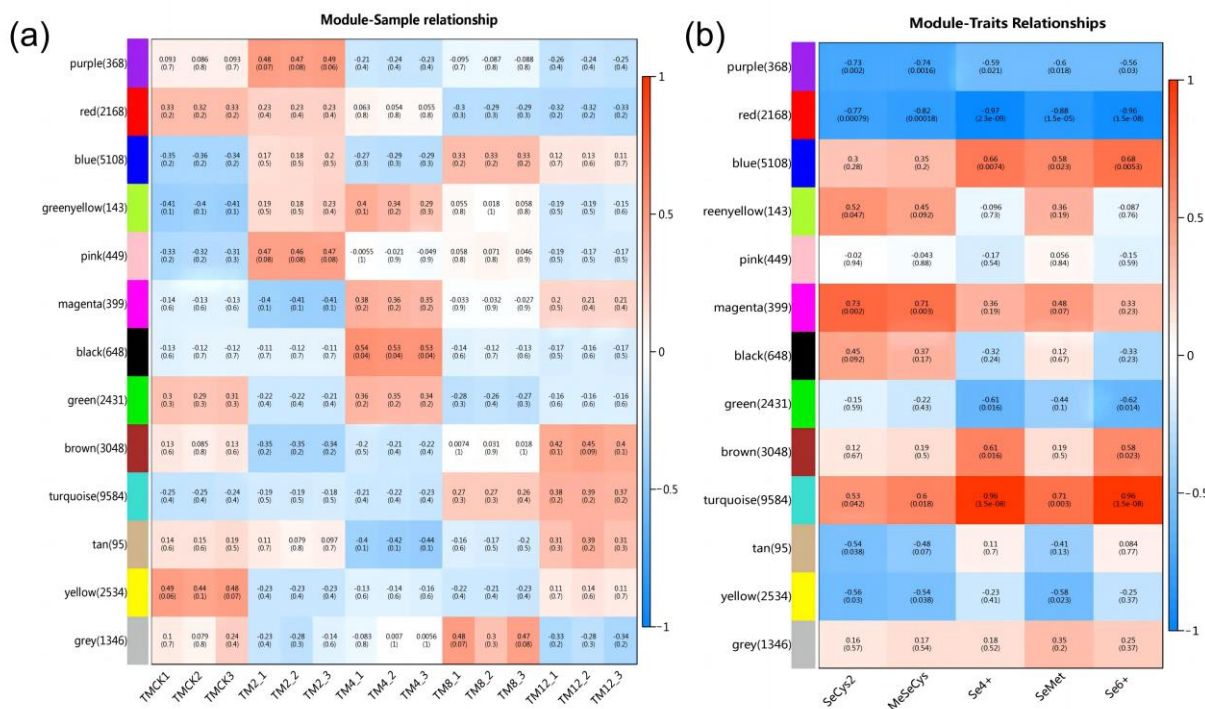 (a)
Module-Sample relationship
purple(368)
0.093 0.086 0.093 0.48 0.47 0.49 -0.21 -0.24 -0.23 -0.095 -0.087 -0.088 -0.26 -0.24 -0.25
(0.7) (0.8) (0.7) (0.07) (0.08) (0.06) (0.4) (0.4) (0.4) (0.7) (0.8) (0.8) (0.4) (0.4) (0.4)
red(2168)
0.33 0.32 0.33 0.23 0.23 0.23 0.063 0.054 0.055 -0.3 -0.29 -0.29 -0.32 -0.32 -0.33
(0.2) (0.2) (0.2) (0.4) (0.4) (0.4) (0.8) (0.8) (0.8) (0.3) (0.3) (0.3) (0.2) (0.2) (0.2)
blue(5108)
-0.35 -0.36 -0.34 0.17 0.18 0.2 -0.27 -0.29 -0.29 0.33 0.33 0.33 0.12 0.13 0.11
(0.2) (0.2) (0.2) (0.5) (0.5) (0.5) (0.3) (0.3) (0.3) (0.2) (0.2) (0.2) (0.7) (0.6) (0.7)
greenyellow(143)
-0.41 -0.4 -0.41 0.19 0.18 0.23 0.4 0.34 0.29 0.055 0.018 0.058 -0.19 -0.19 -0.15
(0.1) (0.1) (0.1) (0.5) (0.5) (0.4) (0.1) (0.2) (0.3) (0.8) (1) (0.8) (0.5) (0.5) (0.6)
pink(449)
-0.33 -0.32 -0.31 0.47 0.46 0.47 -0.0055 -0.021 -0.049 0.058 0.071 0.046 -0.19 -0.17 -0.17
(0.2) (0.2) (0.3) (0.08) (0.08) (0.08) (1) (0.9) (0.9) (0.8) (0.8) (0.9) (0.5) (0.5) (0.5)
magenta(399)
-0.14 -0.13 -0.13 -0.4 -0.41 -0.41 0.38 0.36 0.35 -0.033 -0.032 -0.027 0.2 0.21 0.21
(0.6) (0.6) (0.6) (0.1) (0.1) (0.1) (0.2) (0.2) (0.2) (0.9) (0.9) (0.9) (0.5) (0.4) (0.4)
black(648)
-0.13 -0.12 -0.12 -0.11 -0.12 -0.11 0.54 0.53 0.53 -0.14 -0.12 -0.13 -0.17 -0.16 -0.17
(0.6) (0.7) (0.7) (0.7) (0.7) (0.7) (0.04) (0.04) (0.04) (0.6) (0.7) (0.6) (0.5) (0.6) (0.5)
green(2431)
0.3 0.29 0.31 -0.22 -0.22 -0.21 0.36 0.35 0.34 -0.28 -0.26 -0.27 -0.16 -0.16 -0.16
(0.3) (0.3) (0.3) (0.4) (0.4) (0.4) (0.2) (0.2) (0.2) (0.3) (0.4) (0.3) (0.6) (0.6) (0.6)
brown(3048)
0.13 0.085 0.13 -0.35 -0.35 -0.34 -0.2 -0.21 -0.22 0.0074 0.031 0.018 0.42 0.45 0.4
(0.6) (0.8) (0.6) (0.2) (0.2) (0.2) (0.5) (0.4) (0.4) (1) (0.9) (1) (0.1) (0.09) (0.1)
turquoise(9584)
-0.25 -0.25 -0.24 -0.19 -0.19 -0.18 -0.21 -0.22 -0.23 0.27 0.27 0.26 0.38 0.39 0.37
(0.4) (0.4) (0.4) (0.5) (0.5) (0.5) (0.4) (0.4) (0.4) (0.3) (0.3) (0.4) (0.2) (0.2) (0.2)
tan(95)
0.14 0.15 0.19 0.11 0.079 0.097 -0.4 -0.42 -0.44 -0.16 -0.17 -0.2 0.31 0.39 0.31
(0.6) (0.6) (0.5) (0.7) (0.8) (0.7) (0.1) (0.1) (0.1) (0.6) (0.5) (0.5) (0.3) (0.2) (0.3)
yellow(2534)
0.49 0.44 0.48 -0.23 -0.23 -0.23 -0.13 -0.14 -0.16 -0.22 -0.21 -0.23 0.11 0.14 0.11
(0.06) (0.1) (0.07) (0.4) (0.4) (0.4) (0.6) (0.6) (0.6) (0.4) (0.4) (0.4) (0.7) (0.6) (0.7)
grey(1346)
0.1 0.079 0.24 -0.23 -0.28 -0.14 -0.083 0.007 0.0056 0.48 0.3 0.47 -0.33 -0.28 -0.34
(0.7) (0.8) (0.4) (0.4) (0.3) (0.6) (0.8) (1) (1) (0.07) (0.3) (0.08) (0.2) (0.3) (0.2)
TMCK1 TMCK2 TMCK3 TM2_1 TM2_2 TM2_3 TM4_1 TM4_2 TM4_3 TM8_1 TM8_2 TM8_3 TM12_1 TM12_2 TM12_3
1
0.5
0
-0.5
-1
(b)
Module-Traits Relationships
purple(368)
-0.73 -0.74 -0.59 -0.6 -0.56
(0.002) (0.0016) (0.021) (0.018) (0.03)
red(2168)
-0.77 -0.82 -0.97 -0.88 -0.96
(0.00079) (0.00018) (2.3e-09) (1.5e-05) (1.5e-08)
blue(5108)
0.3 0.35 0.66 0.58 0.68
(0.28) (0.2) (0.0074) (0.023) (0.0053)
reenyellow(143)
0.52 0.45 -0.096 0.36 -0.087
(0.047) (0.092) (0.73) (0.19) (0.76)
pink(449)
-0.02 -0.043 -0.17 0.056 -0.15
(0.94) (0.88) (0.54) (0.84) (0.59)
magenta(399)
0.73 0.71 0.36 0.48 0.33
(0.002) (0.003) (0.19) (0.07) (0.23)
black(648)
0.45 0.37 -0.32 0.12 -0.33
(0.092) (0.17) (0.24) (0.67) (0.23)
green(2431)
-0.15 -0.22 -0.61 -0.44 -0.62
(0.59) (0.43) (0.016) (0.1) (0.014)
brown(3048)
0.12 0.19 0.61 0.19 0.58
(0.67) (0.5) (0.016) (0.5) (0.023)
turquoise(9584)
0.53 0.6 0.96 0.71 0.96
(0.042) (0.018) (1.5e-08) (0.003) (1.5e-08)
tan(95)
-0.54 -0.48 0.11 -0.41 0.084
(0.038) (0.07) (0.7) (0.13) (0.77)
yellow(2534)
-0.56 -0.54 -0.23 -0.58 -0.25
(0.03) (0.038) (0.41) (0.023) (0.37)
grey(1346)
0.16 0.17 0.18 0.35 0.25
(0.57) (0.54) (0.52) (0.2) (0.37)
SeCys2 MeSeCys Se4+ SeMet Se6+
1
0.5
0
-0.5
-1